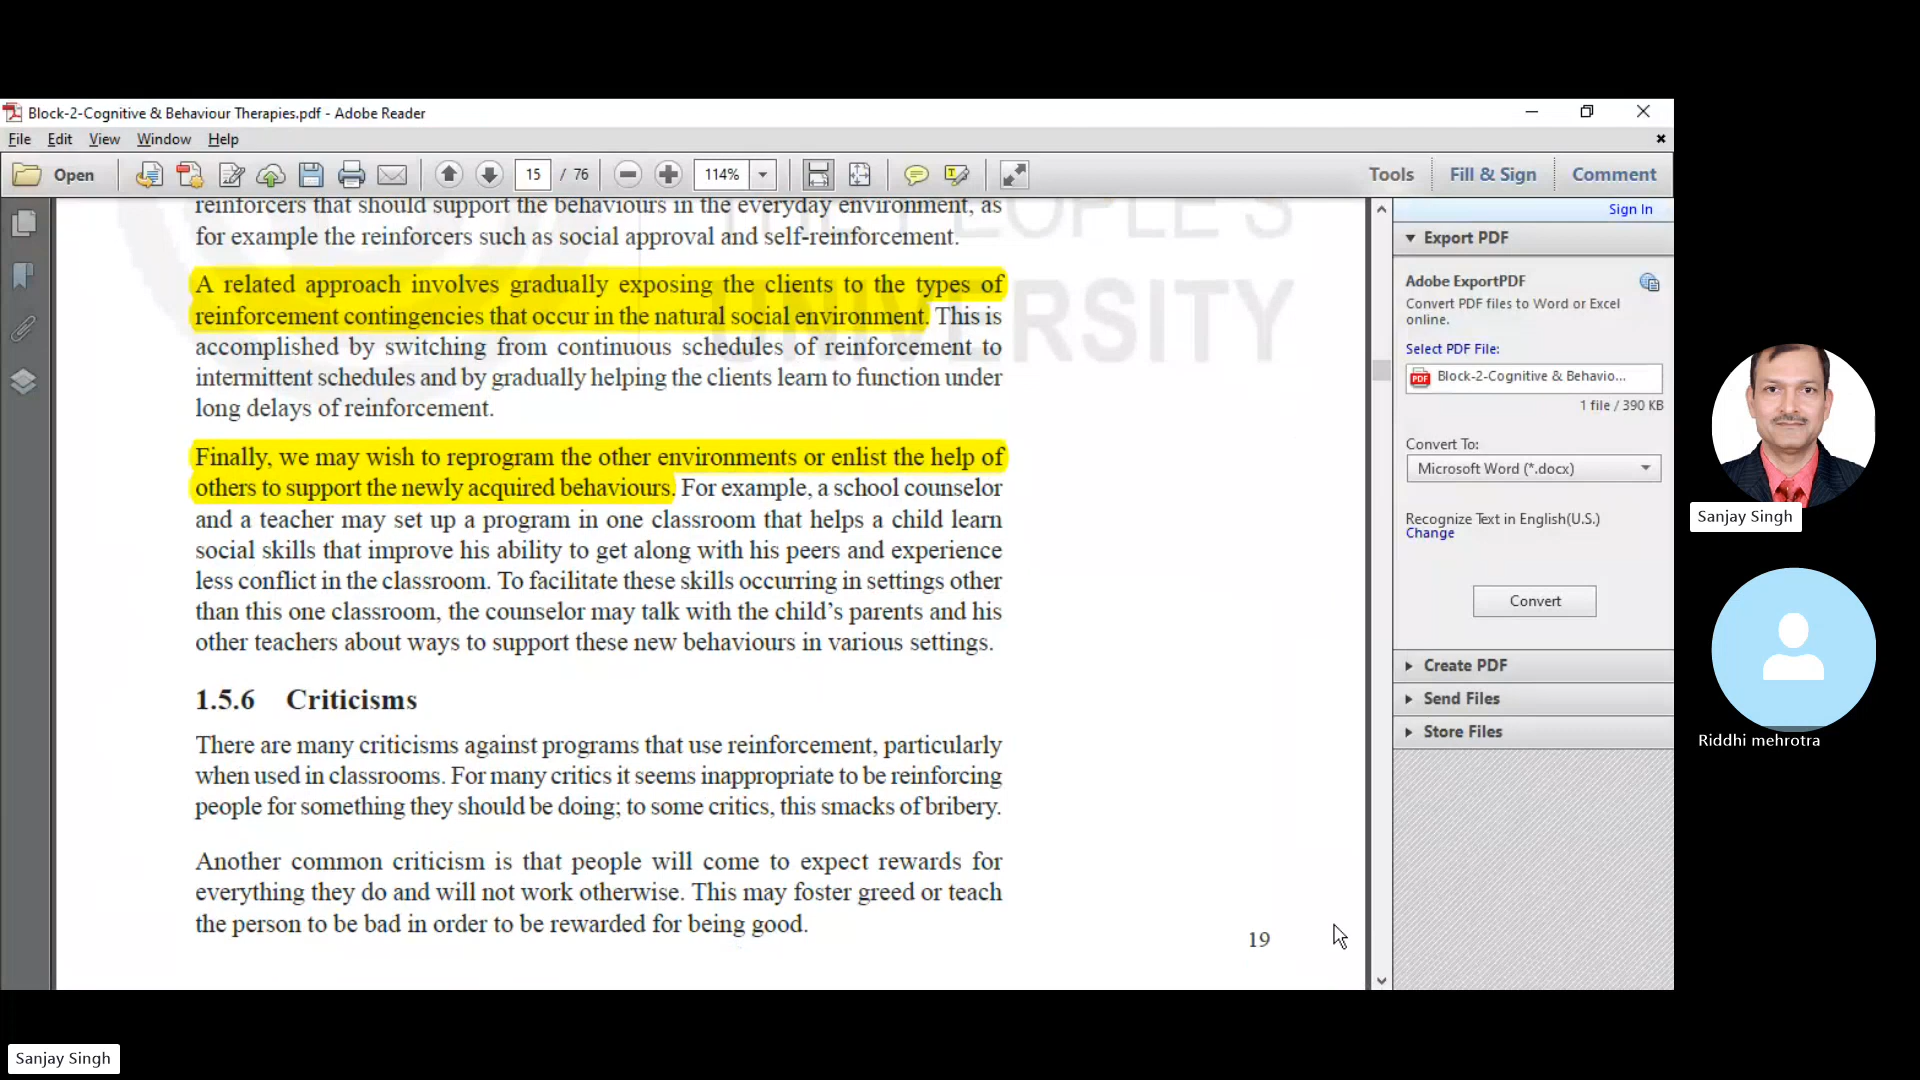 Block-2-Cognitive & Behaviour Therapies.pdf - Adobe Reader
File Edit View Window Help
Open 15 / 76 114% Tools Fill & Sign Comment
reinforcers that should support the behaviours in the everyday environment, as
for example the reinforcers such as social approval and self-reinforcement.
A related approach involves gradually exposing the clients to the types of
reinforcement contingencies that occur in the natural social environment. This is
accomplished by switching from continuous schedules of reinforcement to
intermittent schedules and by gradually helping the clients learn to function under
long delays of reinforcement.
Finally, we may wish to reprogram the other environments or enlist the help of
others to support the newly acquired behaviours. For example, a school counselor
and a teacher may set up a program in one classroom that helps a child learn
social skills that improve his ability to get along with his peers and experience
less conflict in the classroom. To facilitate these skills occurring in settings other
than this one classroom, the counselor may talk with the child's parents and his
other teachers about ways to support these new behaviours in various settings.
1.5.6 Criticisms
There are many criticisms against programs that use reinforcement, particularly
when used in classrooms. For many critics it seems inappropriate to be reinforcing
people for something they should be doing; to some critics, this smacks of bribery.
Another common criticism is that people will come to expect rewards for
everything they do and will not work otherwise. This may foster greed or teach
the person to be bad in order to be rewarded for being good.
19
THE PEOPLE'S
UNIVERSITY
Sign In
Export PDF
Adobe ExportPDF
Convert PDF files to Word or Excel
online.
Select PDF File:
PDF Block-2-Cognitive & Behavio...
1 file / 390 KB
Convert To:
Microsoft Word (*.docx)
Recognize Text in English(U.S.)
Change
Convert
Create PDF
Send Files
Store Files
Sanjay Singh
Riddhi mehrotra
Sanjay Singh